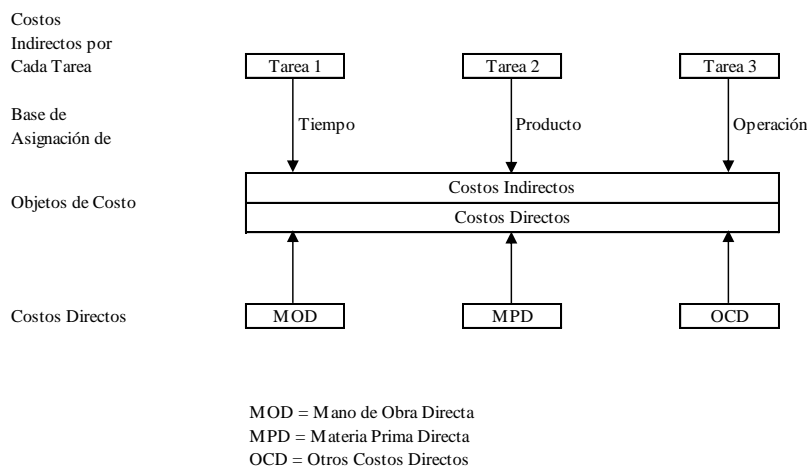 Costos
Indirectos por
Cada Tarea
Tarea 1
Tarea 2
Tarea 3
Base de
Asignación de
Tiempo
Producto
Operación
Objetos de Costo
Costos Indirectos
Costos Directos
Costos Directos
MOD
MPD
OCD
MOD = Mano de Obra Directa
MPD = Materia Prima Directa
OCD = Otros Costos Directos